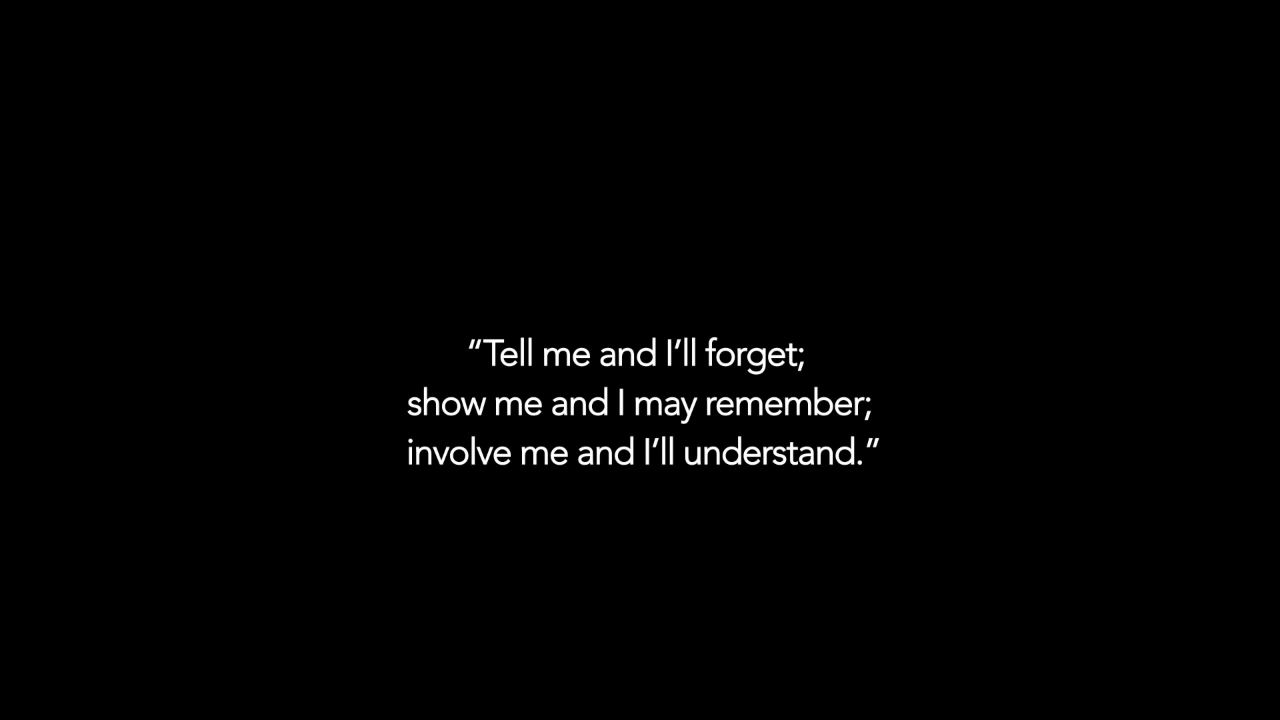 “Tell me and I’ll forget;
show me and I may remember;
involve me and I’ll understand.”